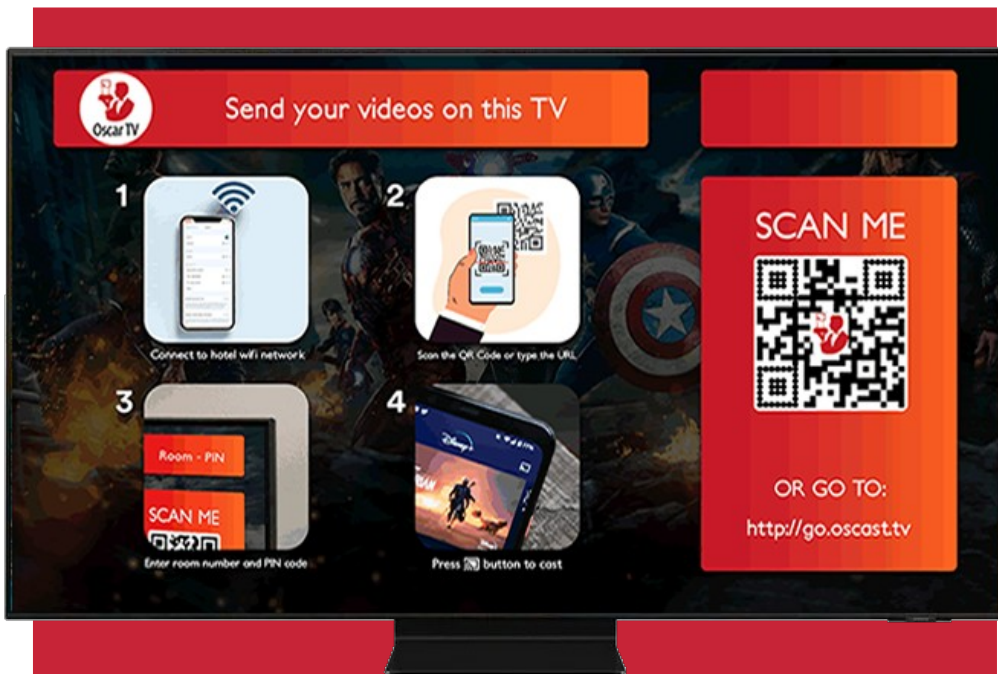 Oscar TV
Send your videos on this TV
1
Connect to hotel wifi network
2
Scan the QR Code or type the URL
3
Room - PIN
SCAN ME
Enter room number and PIN code
4
Disney+
Press button to cast
SCAN ME
OR GO TO:
http://go.oscast.tv